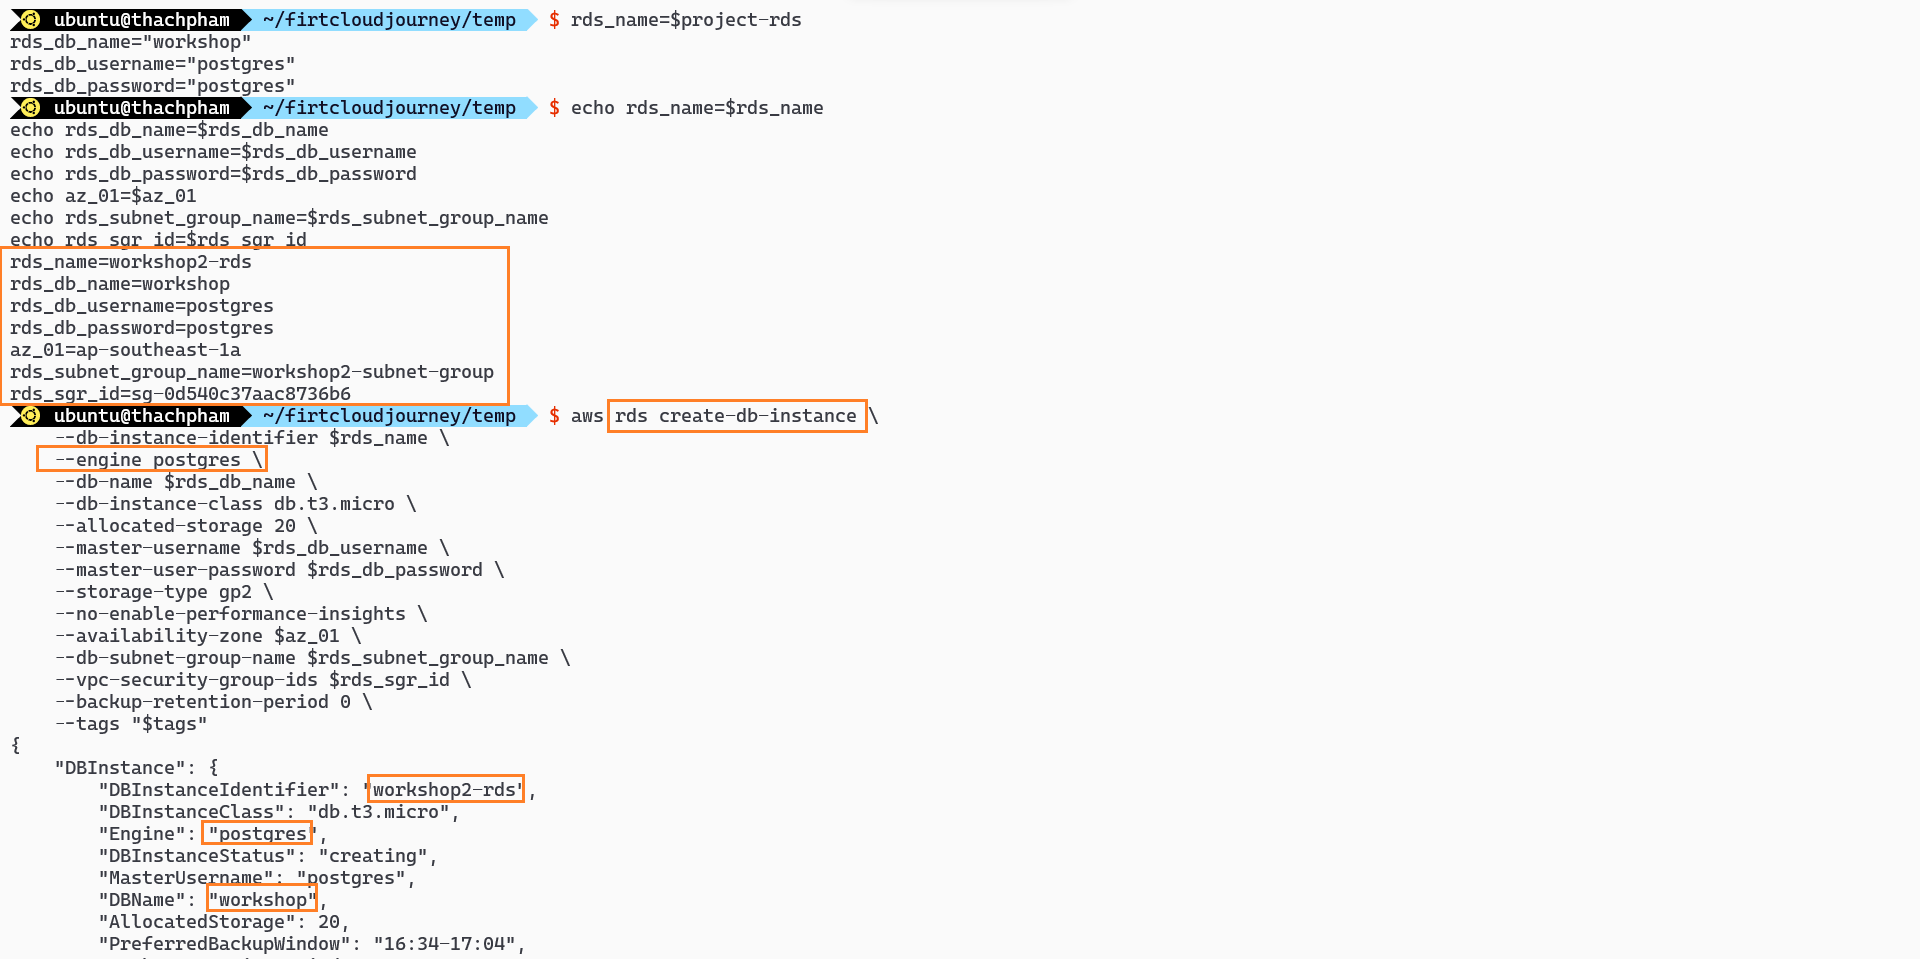 ubuntu@thachpham ~/firtcloudjourney/temp $ rds_name=$project-rds
rds_db_name="workshop"
rds_db_username="postgres"
rds_db_password="postgres"
ubuntu@thachpham ~/firtcloudjourney/temp $ echo rds_name=$rds_name
echo rds_db_name=$rds_db_name
echo rds_db_username=$rds_db_username
echo rds_db_password=$rds_db_password
echo az_01=$az_01
echo rds_subnet_group_name=$rds_subnet_group_name
echo rds_sgr_id=$rds_sgr_id
rds_name=workshop2-rds
rds_db_name=workshop
rds_db_username=postgres
rds_db_password=postgres
az_01=ap-southeast-1a
rds_subnet_group_name=workshop2-subnet-group
rds_sgr_id=sg-0d540c37aac8736b6
ubuntu@thachpham ~/firtcloudjourney/temp $ aws rds create-db-instance \
    --db-instance-identifier $rds_name \
    --engine postgres \
    --db-name $rds_db_name \
    --db-instance-class db.t3.micro \
    --allocated-storage 20 \
    --master-username $rds_db_username \
    --master-user-password $rds_db_password \
    --storage-type gp2 \
    --no-enable-performance-insights \
    --availability-zone $az_01 \
    --db-subnet-group-name $rds_subnet_group_name \
    --vpc-security-group-ids $rds_sgr_id \
    --backup-retention-period 0 \
    --tags "$tags"
{
    "DBInstance": {
        "DBInstanceIdentifier": "workshop2-rds",
        "DBInstanceClass": "db.t3.micro",
        "Engine": "postgres",
        "DBInstanceStatus": "creating",
        "MasterUsername": "postgres",
        "DBName": "workshop",
        "AllocatedStorage": 20,
        "PreferredBackupWindow": "16:34-17:04",